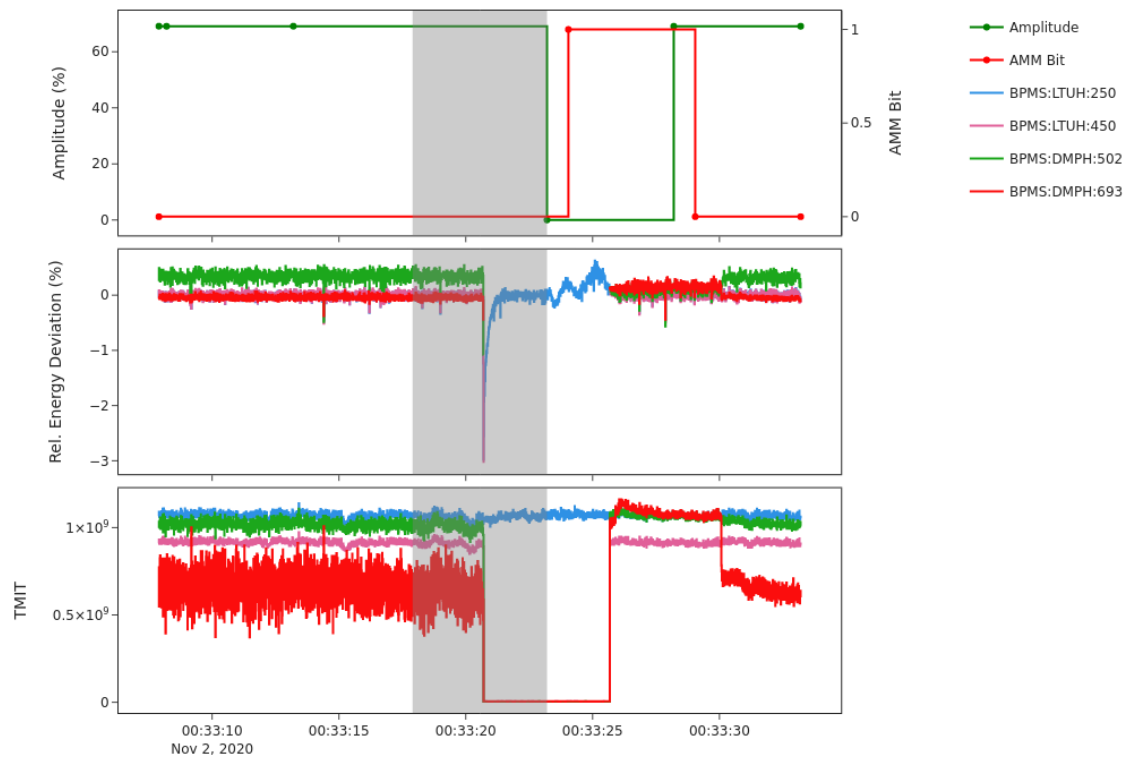 Amplitude (%)
60
40
20
0
1
0.5
0
AMM Bit
Amplitude
AMM Bit
BPMS:LTUH:250
BPMS:LTUH:450
BPMS:DMPH:502
BPMS:DMPH:693
Rel. Energy Deviation (%)
0
−1
−2
−3
TMIT
1×10⁹
0.5×10⁹
0
00:33:10 00:33:15 00:33:20 00:33:25 00:33:30
Nov 2, 2020